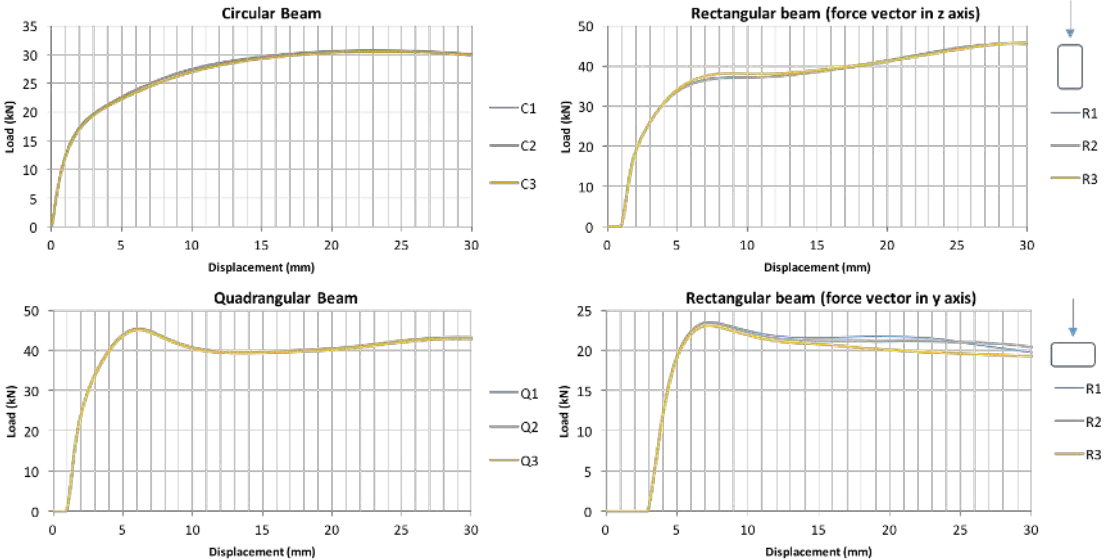 Circular Beam
Load (kN)
35
30
25
20
15
10
5
0
0 5 10 15 20 25 30
Displacement (mm)
C1
C2
C3
Rectangular beam (force vector in z axis)
Load (kN)
50
40
30
20
10
0
0 5 10 15 20 25 30
Displacement (mm)
R1
R2
R3
Quadrangular Beam
Load (kN)
50
40
30
20
10
0
0 5 10 15 20 25 30
Displacement (mm)
Q1
Q2
Q3
Rectangular beam (force vector in y axis)
Load (kN)
25
20
15
10
5
0
0 5 10 15 20 25 30
Displacement (mm)
R1
R2
R3